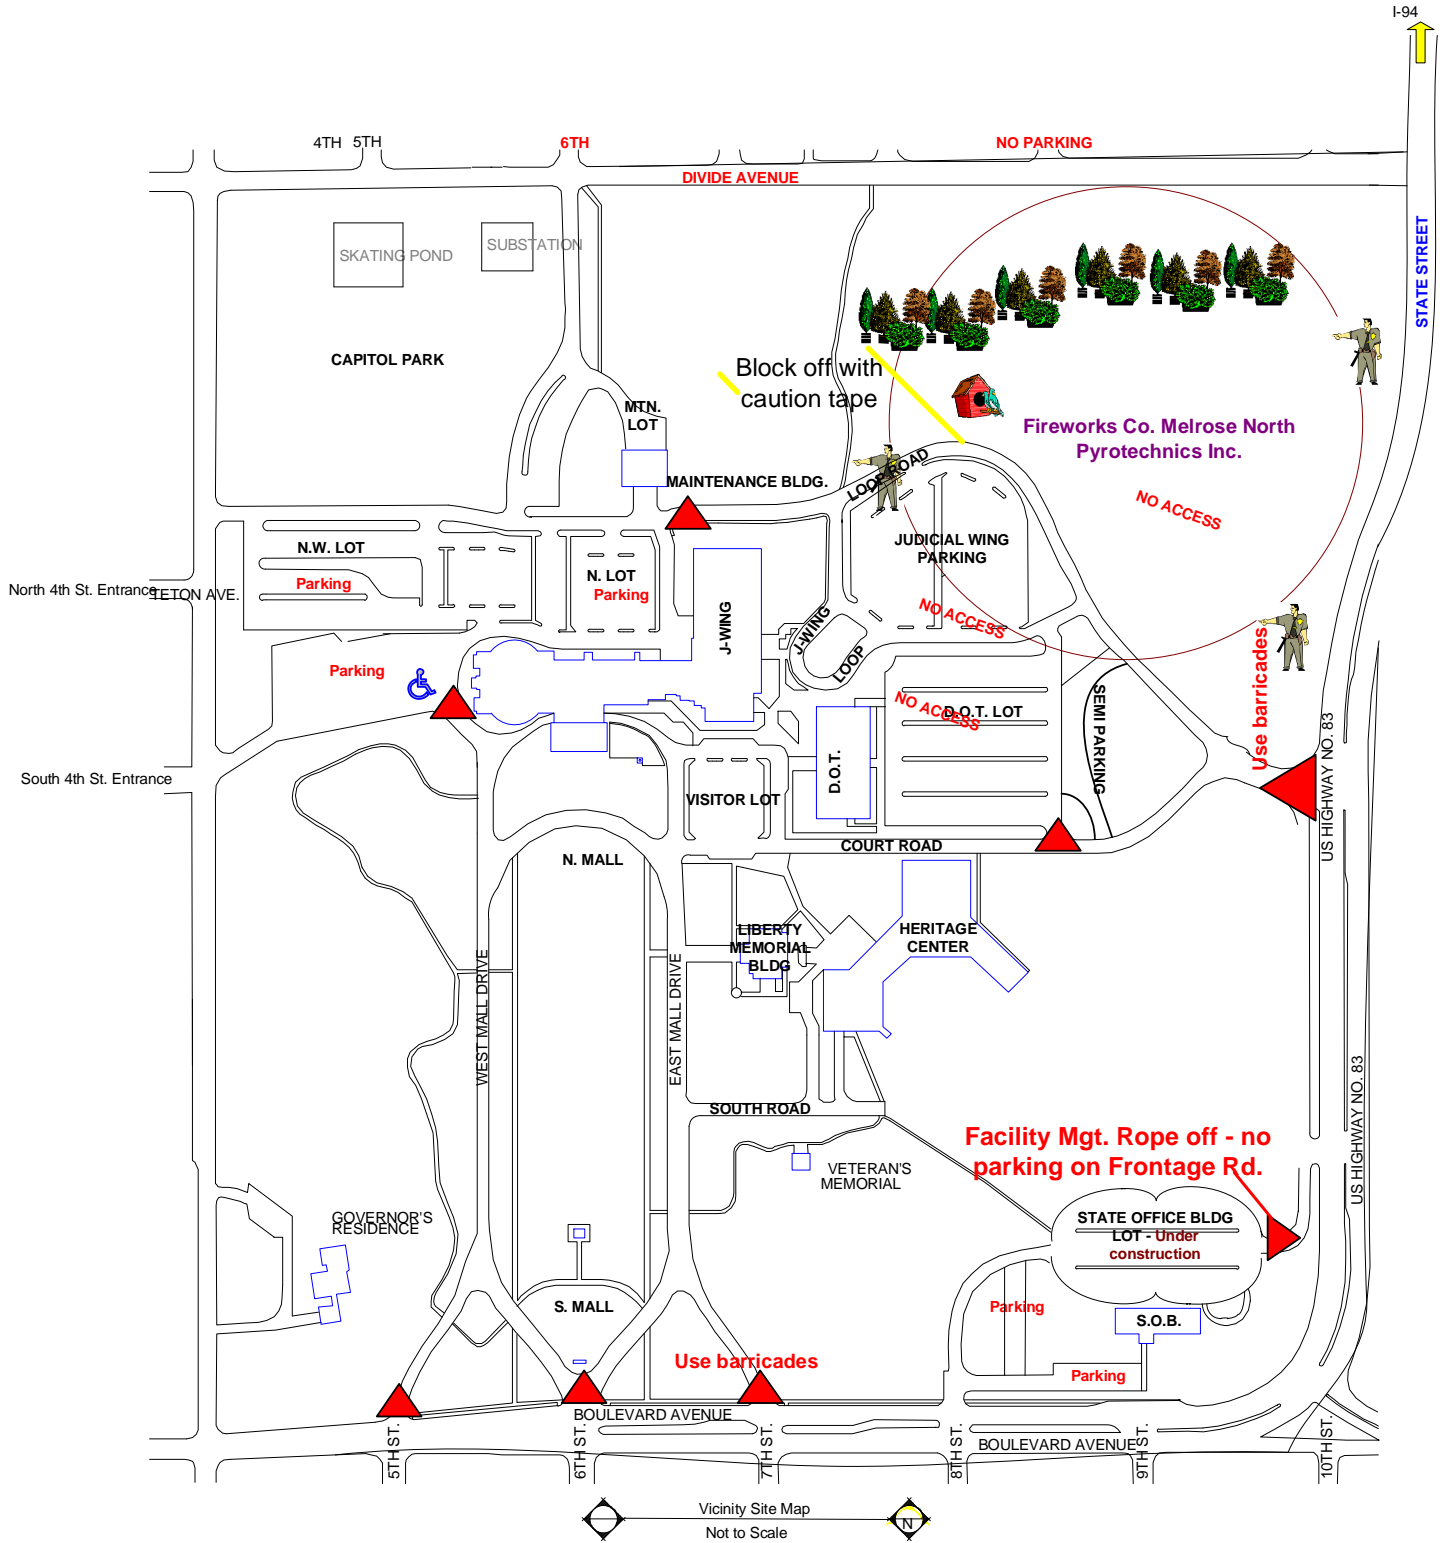 I-94
4TH 5TH
6TH
NO PARKING
DIVIDE AVENUE
SKATING POND
SUBSTATION
STATE STREET
CAPITOL PARK
Block off with
caution tape
MTN.
LOT
Fireworks Co. Melrose North
Pyrotechnics Inc.
MAINTENANCE BLDG.
LOOP ROAD
NO ACCESS
N.W. LOT
JUDICIAL WING
PARKING
N. LOT
Parking
Parking
North 4th St. Entrance
TETON AVE.
NO ACCESS
J-WING
J-WING
LOOP
Parking
Use barricades
NO ACCESS
D.O.T. LOT
SEMI PARKING
South 4th St. Entrance
D.O.T.
VISITOR LOT
US HIGHWAY NO. 83
COURT ROAD
N. MALL
LIBERTY
MEMORIAL
BLDG
HERITAGE
CENTER
WEST MALL DRIVE
EAST MALL DRIVE
SOUTH ROAD
US HIGHWAY NO. 83
Facility Mgt. Rope off - no
parking on Frontage Rd.
VETERAN'S
MEMORIAL
GOVERNOR'S
RESIDENCE
STATE OFFICE BLDG
LOT - Under
construction
S. MALL
Parking
S.O.B.
Use barricades
Parking
BOULEVARD AVENUE
BOULEVARD AVENUE
5TH ST.
6TH ST.
7TH ST.
8TH ST.
9TH ST.
10TH ST.
Vicinity Site Map
N
Not to Scale